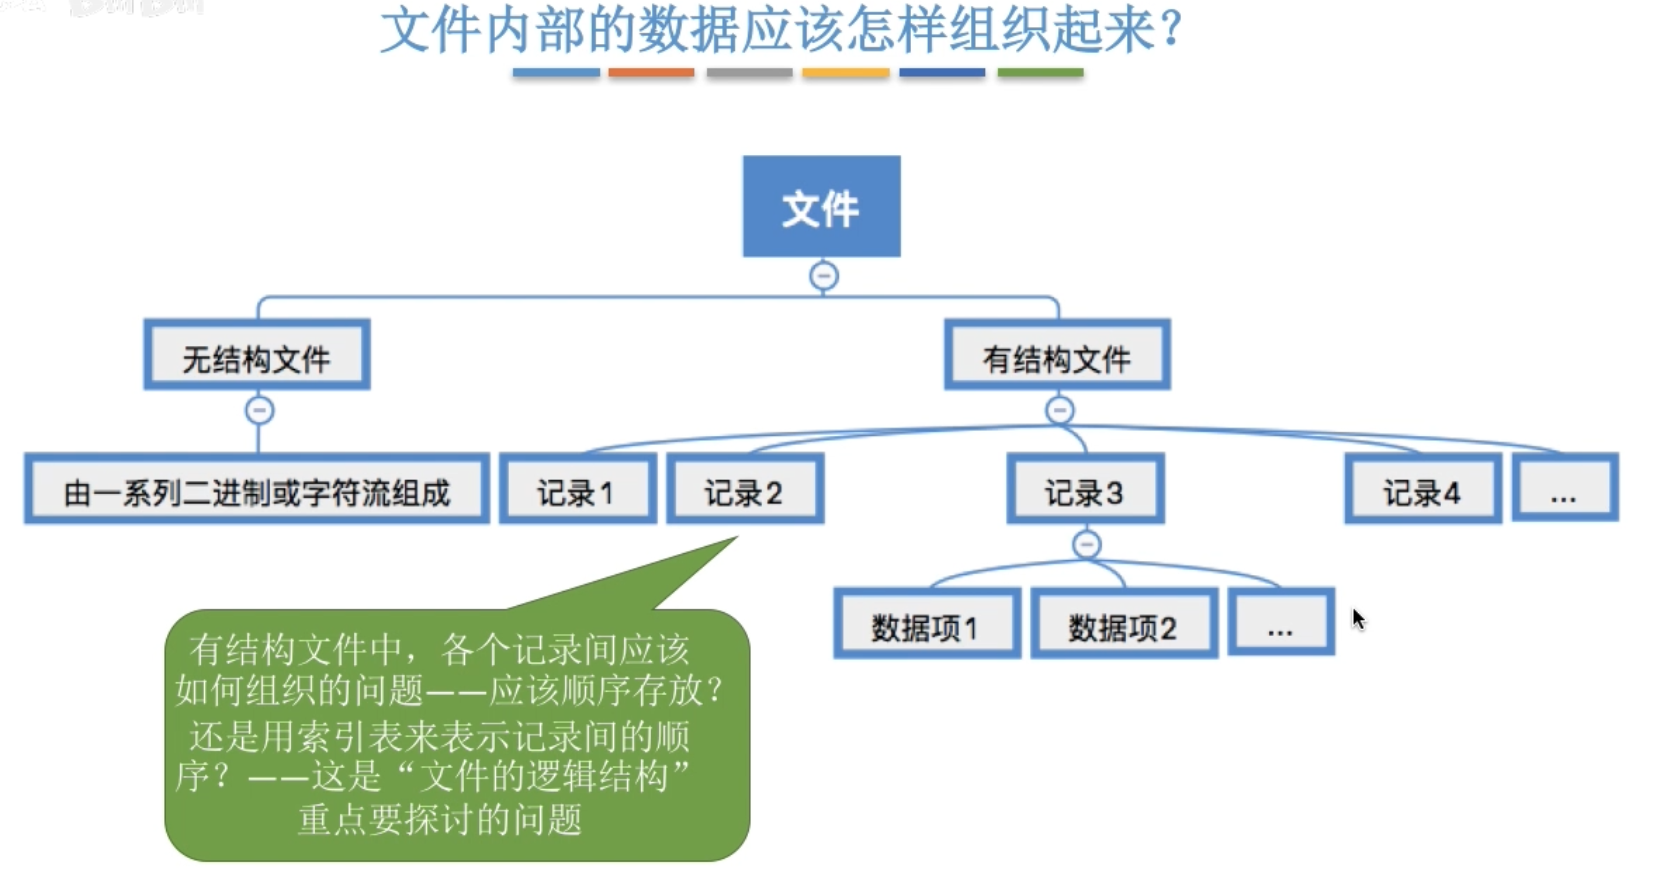 文件内部的数据应该怎样组织起来？
文件
无结构文件
有结构文件
由一系列二进制或字符流组成
记录1
记录2
记录3
记录4
...
数据项1
数据项2
...
有结构文件中，各个记录间应该
如何组织的问题——应该顺序存放？
还是用索引表来表示记录间的顺
序？——这是“文件的逻辑结构”
重点要探讨的问题